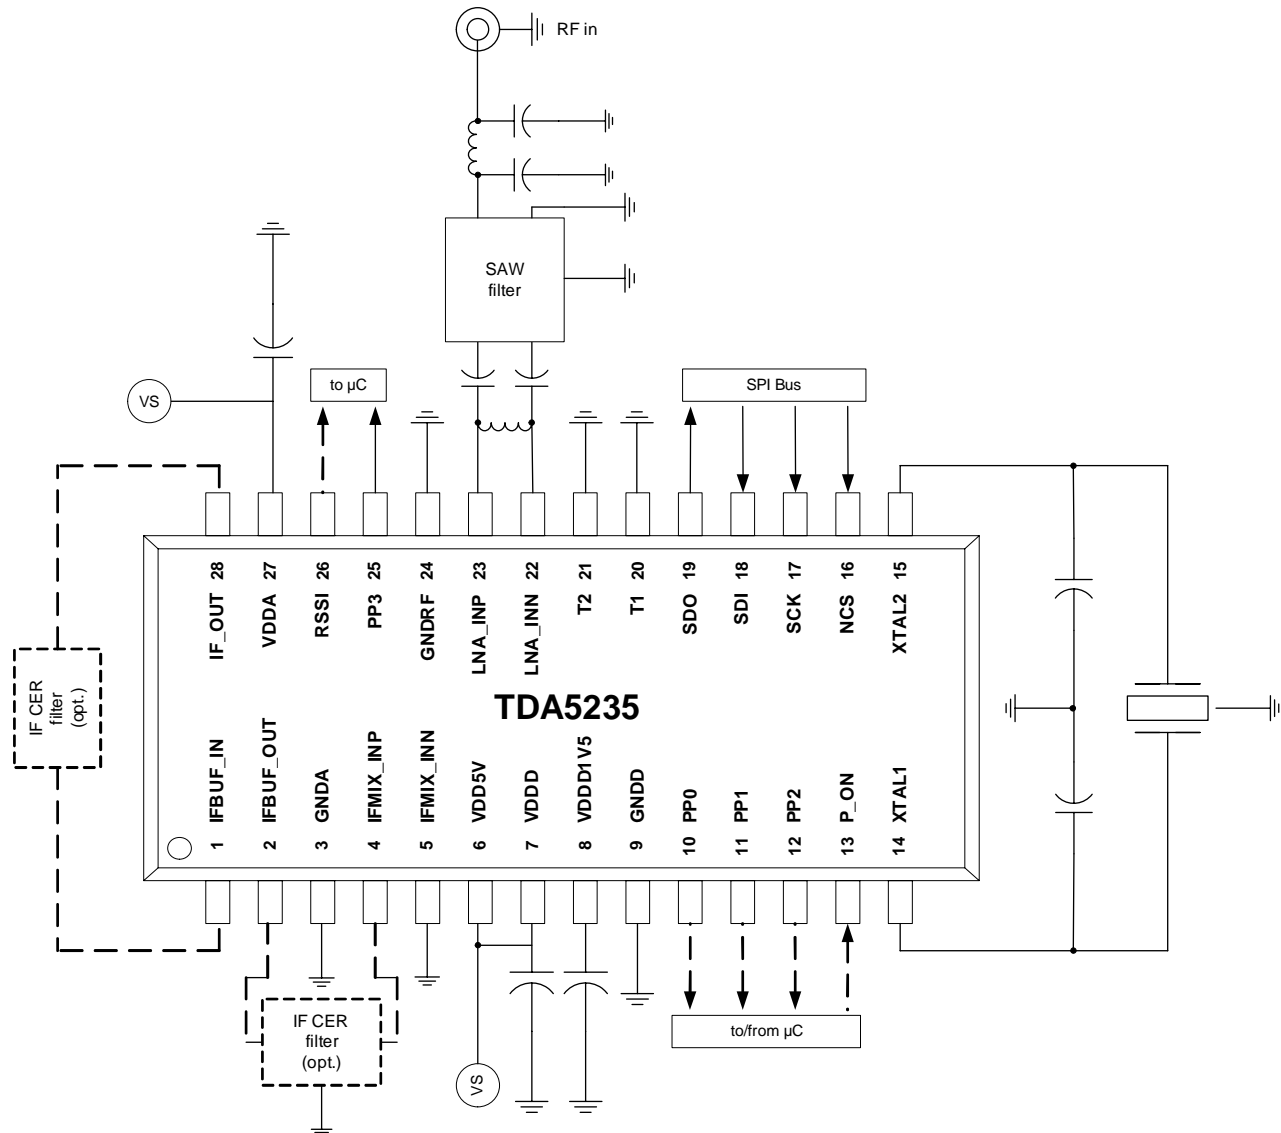 RF in
SAW
filter
VS
to µC
SPI Bus
IF_OUT 28
VDDA 27
RSSI 26
PP3 25
GNDRF 24
LNA_INP 23
LNA_INN 22
T2 21
T1 20
SDO 19
SDI 18
SCK 17
NCS 16
XTAL2 15
IF CER
filter
(opt.)
TDA5235
1 IFBUF_IN
2 IFBUF_OUT
3 GNDA
4 IFMIX_INP
5 IFMIX_INN
6 VDD5V
7 VDDD
8 VDDD1V5
9 GNDD
10 PP0
11 PP1
12 PP2
13 P_ON
14 XTAL1
IF CER
filter
(opt.)
to/from µC
VS